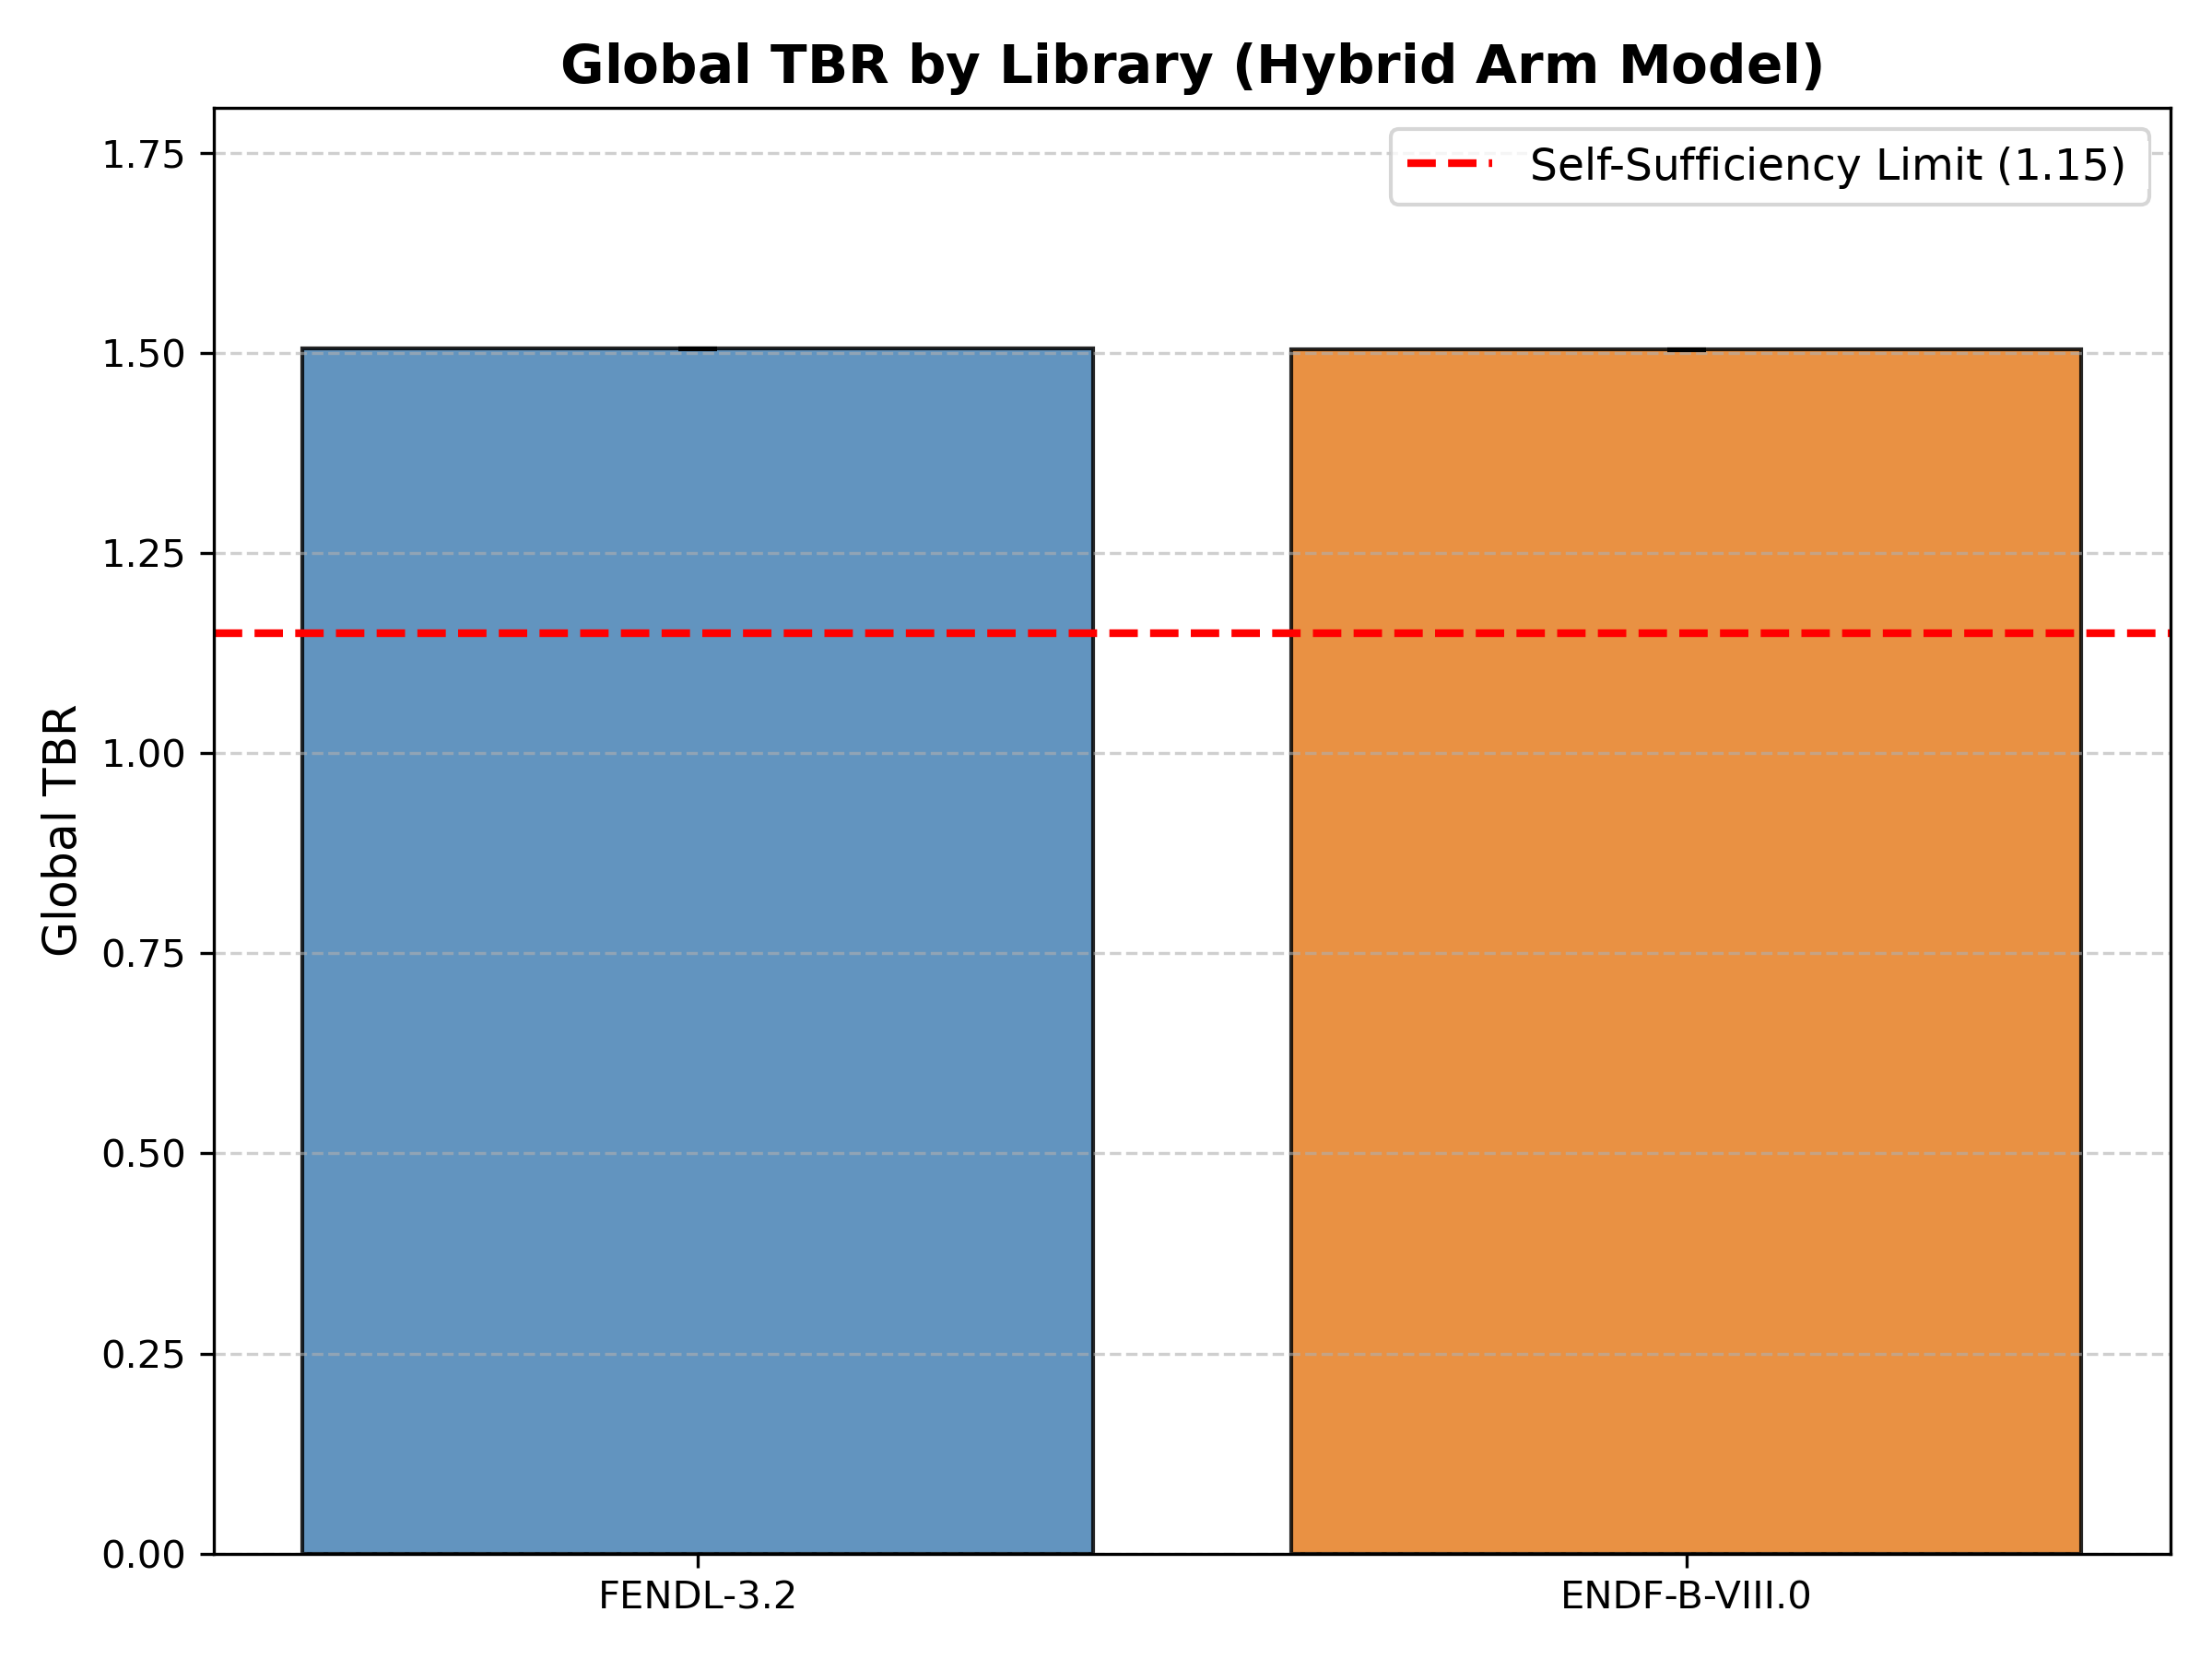 Global TBR by Library (Hybrid Arm Model)
Self-Sufficiency Limit (1.15)
Global TBR
1.75
1.50
1.25
1.00
0.75
0.50
0.25
0.00
FENDL-3.2
ENDF-B-VIII.0